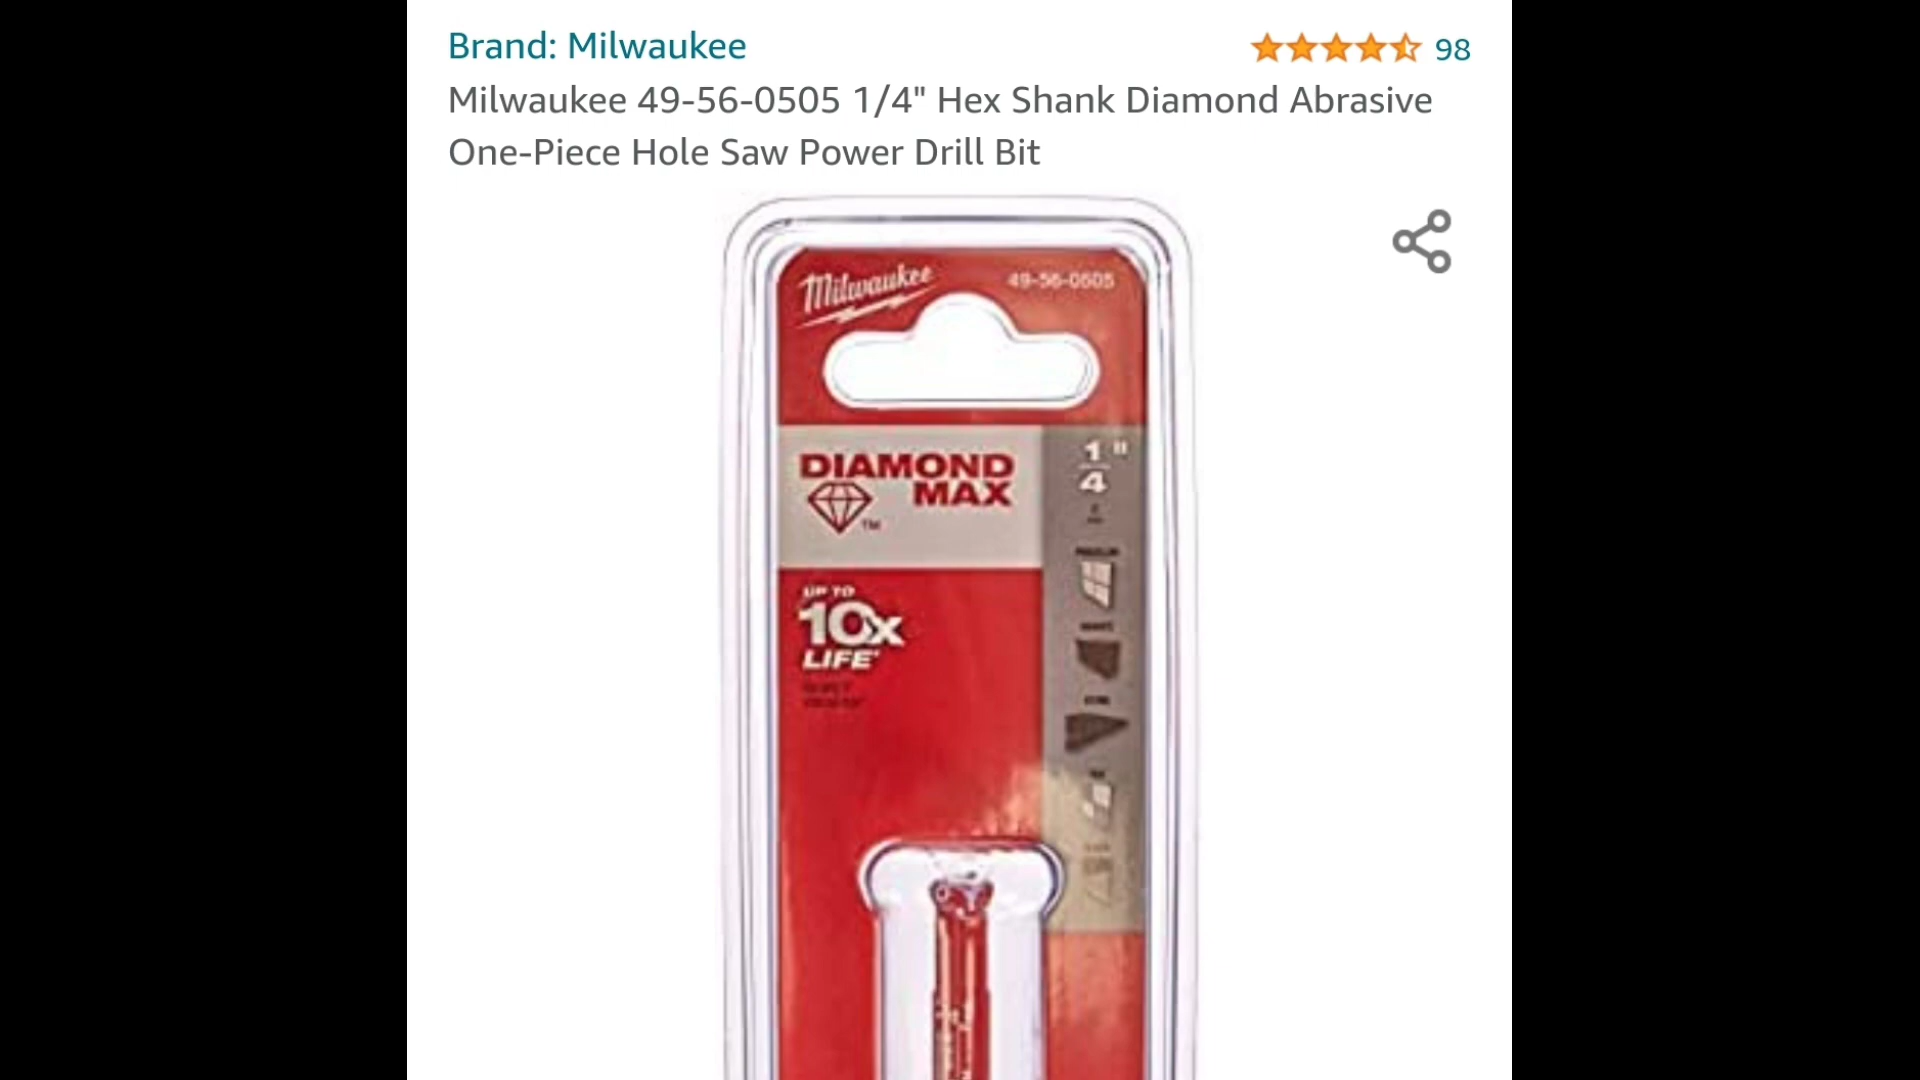 Brand: Milwaukee
98
Milwaukee 49-56-0505 1/4" Hex Shank Diamond Abrasive
One-Piece Hole Saw Power Drill Bit
Milwaukee
49-56-0505
DIAMOND
MAX
™
1/4"
UP TO
10x
LIFE*